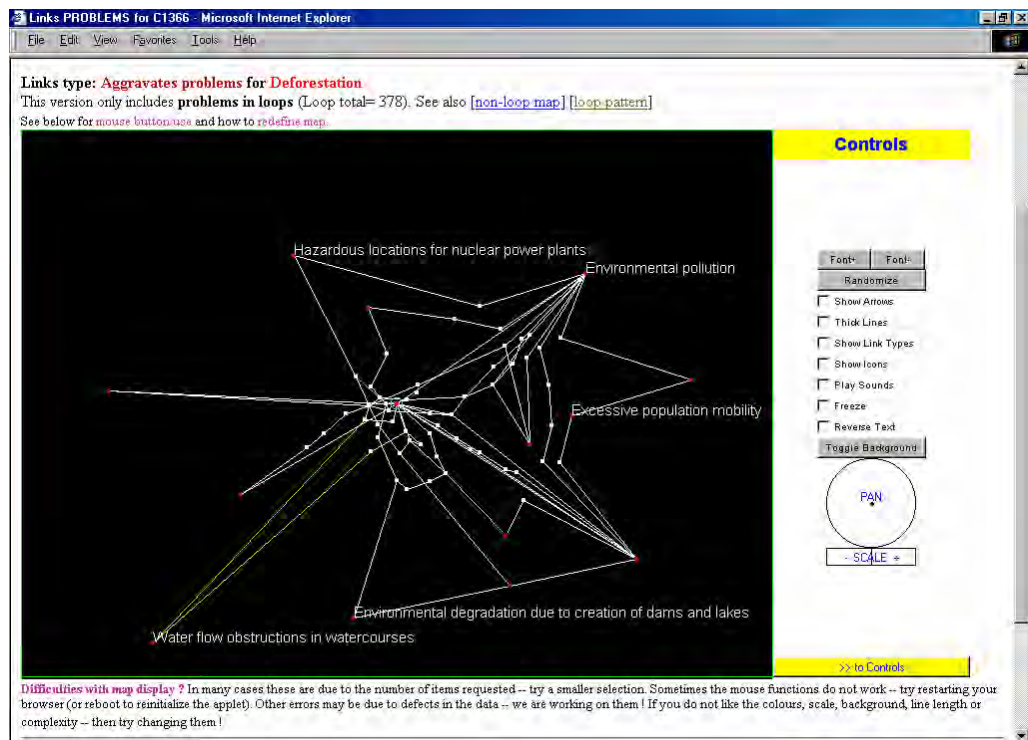 Links PROBLEMS for C1366 - Microsoft Internet Explorer
File Edit View Favorites Tools Help
Links type: Aggravates problems for Deforestation
This version only includes problems in loops (Loop total= 378). See also [non-loop map] [loop pattern]
See below for mouse button use and how to redefine map.
Controls
Hazardous locations for nuclear power plants
Environmental pollution
Excessive population mobility
Environmental degradation due to creation of dams and lakes
Water flow obstructions in watercourses
Font+ Font-
Randomize
Show Arrows
Thick Lines
Show Link Types
Show Icons
Play Sounds
Freeze
Reverse Text
Toggle Background
PAN
- SCALE +
>> to Controls
Difficulties with map display ? In many cases these are due to the number of items requested -- try a smaller selection. Sometimes the mouse functions do not work -- try restarting your
browser (or reboot to reinitialize the applet). Other errors may be due to defects in the data -- we are working on them ! If you do not like the colours, scale, background, line length or
complexity -- then try changing them !